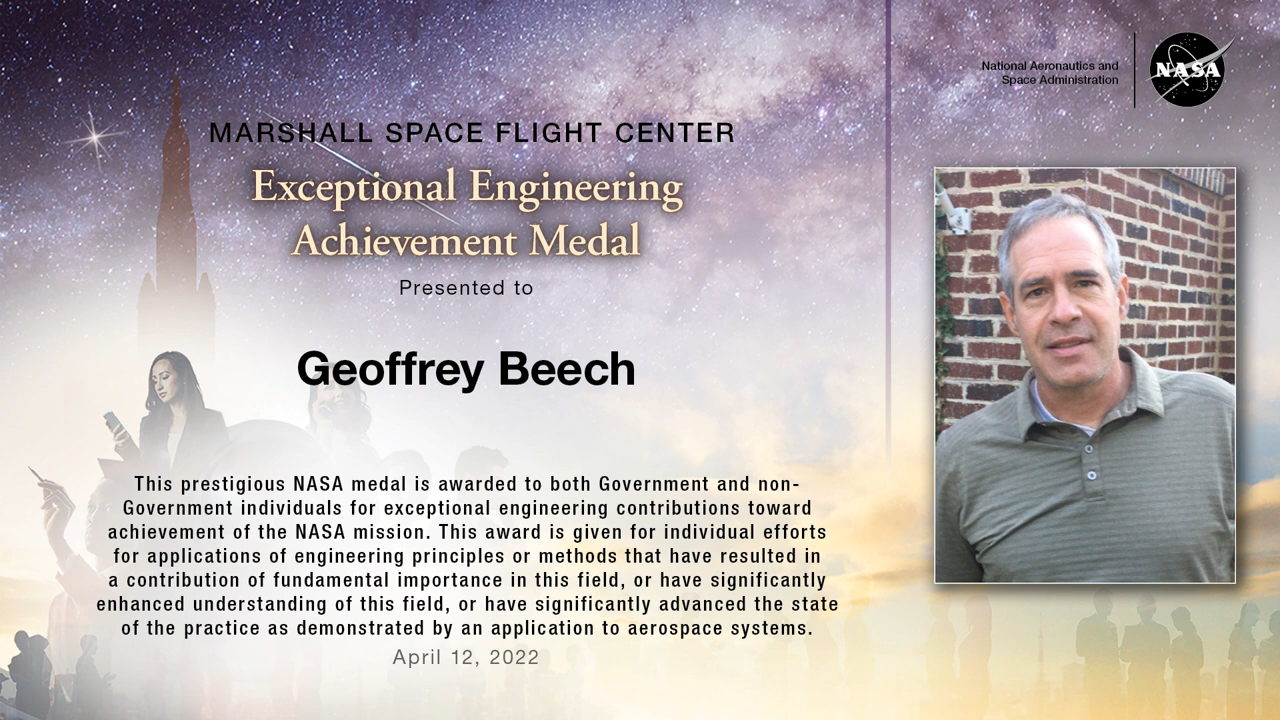 National Aeronautics and
Space Administration
NASA
MARSHALL SPACE FLIGHT CENTER
Exceptional Engineering
Achievement Medal
Presented to
Geoffrey Beech
This prestigious NASA medal is awarded to both Government and non-
Government individuals for exceptional engineering contributions toward
achievement of the NASA mission. This award is given for individual efforts
for applications of engineering principles or methods that have resulted in
a contribution of fundamental importance in this field, or have significantly
enhanced understanding of this field, or have significantly advanced the state
of the practice as demonstrated by an application to aerospace systems.
April 12, 2022